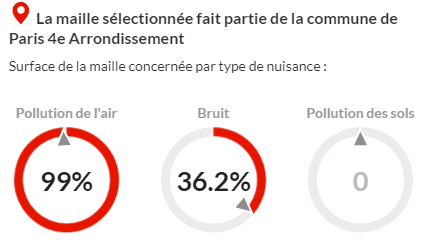 La maille sélectionnée fait partie de la commune de
Paris 4e Arrondissement
Surface de la maille concernée par type de nuisance :
Pollution de l'air
Bruit
Pollution des sols
99%
36.2%
0